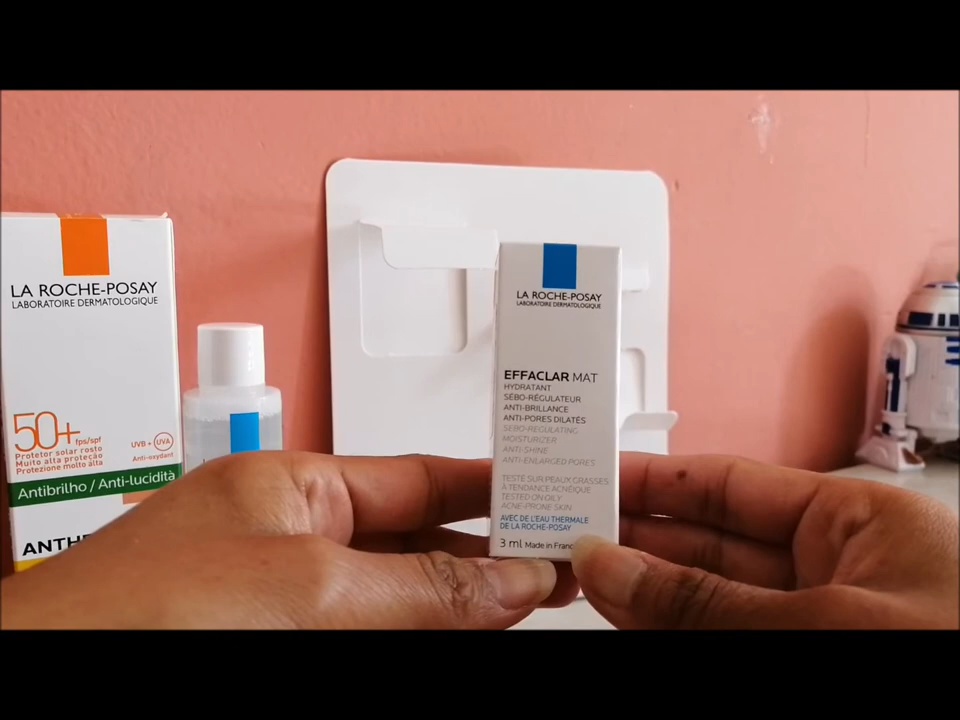 LA ROCHE-POSAY
LABORATOIRE DERMATOLOGIQUE
50+ fps/spf
Protetor solar rosto
Muito alta proteção
Protezione molto alta
UVB + UVA
Anti-oxydant
Antibrilho / Anti-lucidità
LA ROCHE-POSAY
LABORATOIRE DERMATOLOGIQUE
EFFACLAR MAT
HYDRATANT
SÉBO-RÉGULATEUR
ANTI-BRILLANCE
ANTI-PORES DILATÉS
SEBO-REGULATING
MOISTURIZER
ANTI-SHINE
ANTI-ENLARGED PORES
TESTÉ SUR PEAUX GRASSES
À TENDANCE ACNÉIQUE
TESTED ON OILY
ACNE-PRONE SKIN
AVEC DE L'EAU THERMALE
DE LA ROCHE-POSAY
3 ml Made in